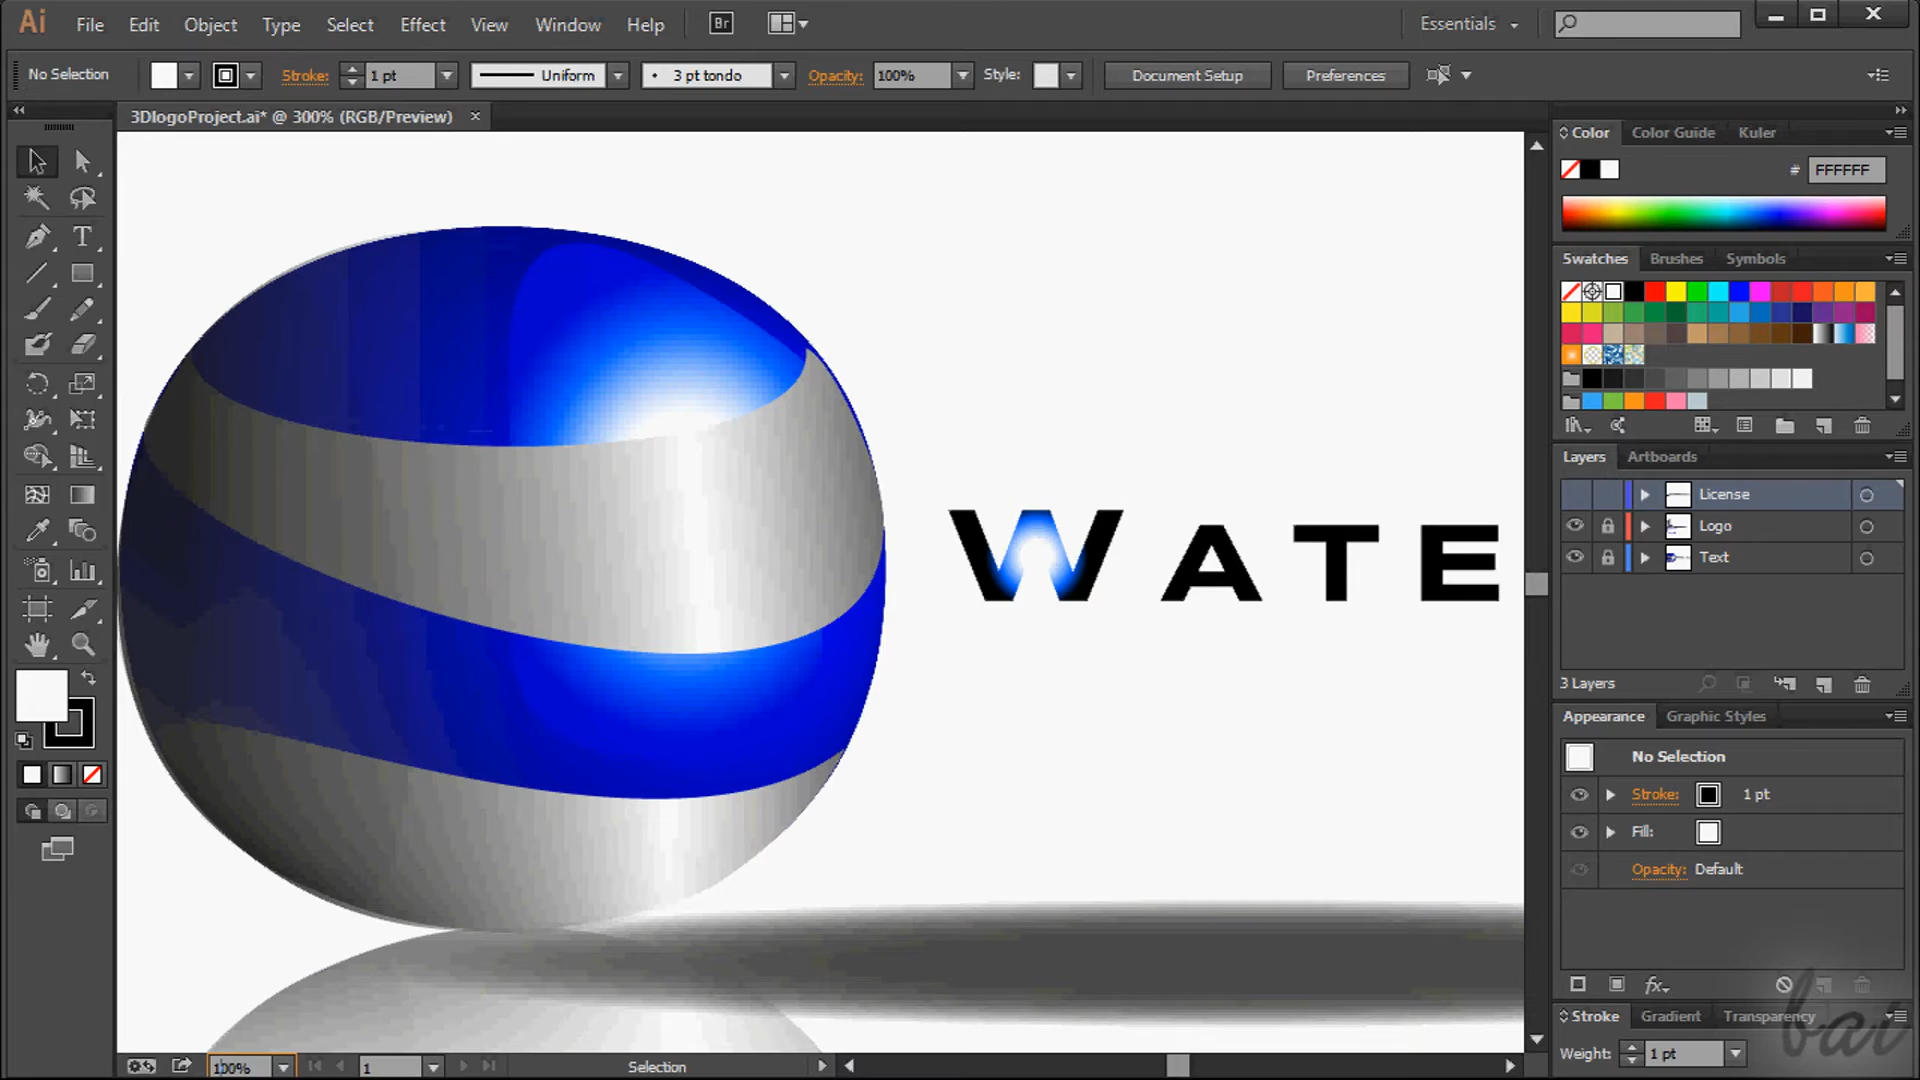 Ai File Edit Object Type Select Effect View Window Help Br Essentials
No Selection Stroke: 1 pt Uniform 3 pt tondo Opacity: 100% Style: Document Setup Preferences
3DlogoProject.ai* @ 300% (RGB/Preview)
Color Color Guide Kuler
# FFFFFF
Swatches Brushes Symbols
Layers Artboards
License
Logo
Text
WATE
3 Layers
Appearance Graphic Styles
No Selection
Stroke: 1 pt
Fill:
Opacity: Default
fx
Stroke Gradient Transparency
Weight: 1 pt
100% 1 Selection
bai